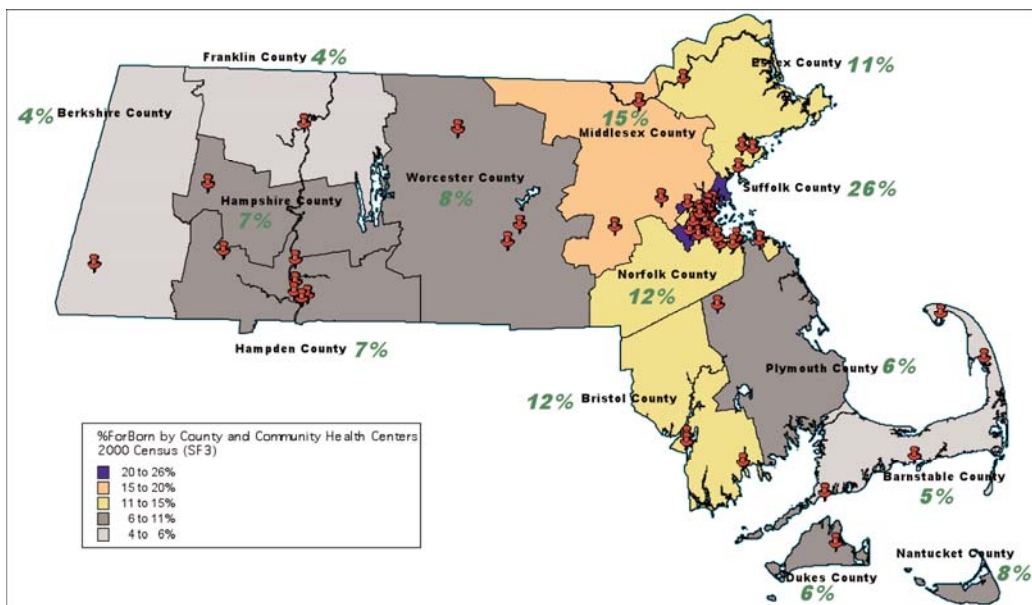 Franklin County 4%
Essex County 11%
4% Berkshire County
15%
Middlesex County
Worcester County
8%
Suffolk County 26%
Hampshire County
7%
Norfolk County
12%
Hampden County 7%
Plymouth County 6%
12% Bristol County
%ForBorn by County and Community Health Centers
2000 Census (SF3)
20 to 26%
15 to 20%
11 to 15%
6 to 11%
4 to 6%
Barnstable County
5%
Nantucket County
8%
Dukes County
6%